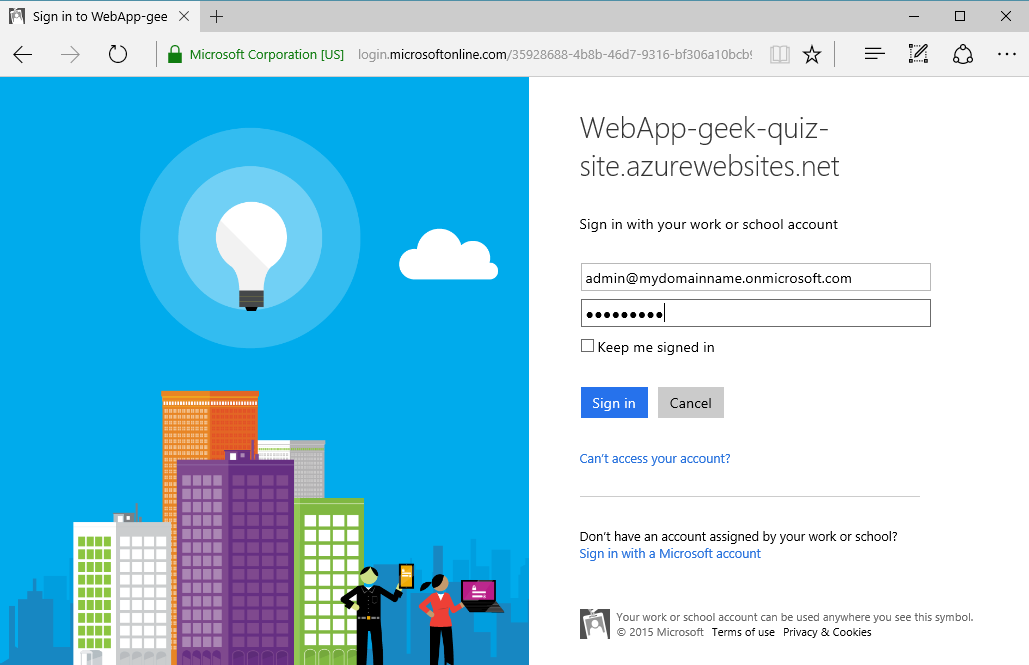 Sign in to WebApp-gee
Microsoft Corporation [US] login.microsoftonline.com/35928688-4b8b-46d7-9316-bf306a10bcb9
WebApp-geek-quiz-
site.azurewebsites.net
Sign in with your work or school account
admin@mydomainname.onmicrosoft.com
●●●●●●●●●
Keep me signed in
Sign in Cancel
Can't access your account?
Don't have an account assigned by your work or school?
Sign in with a Microsoft account
Your work or school account can be used anywhere you see this symbol.
© 2015 Microsoft Terms of use Privacy & Cookies